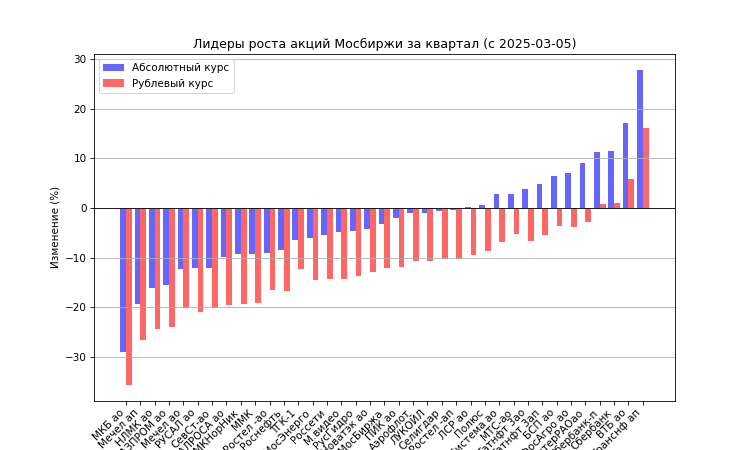 Лидеры роста акций Мосбиржи за квартал (с 2025-03-05)
Абсолютный курс
Рублевый курс
Изменение (%)
30
20
10
0
−10
−20
−30
МКБ ао
Мечел ап
НЛМК ао
АЗПРОМ ао
Мечел ао
РУСАЛ ао
СевСт-ао
АЛРОСА ао
ГМКНорНик
ММК
Ростел -ао
Роснефть
ТГК-1
МосЭнерго
Россети
М.видео
РусГидро
Новатэк ао
МосБиржа
ПИК ао
Аэрофлот
ЛУКОЙЛ
Селигдар
Ростел -ап
ЛСР ао
Полюс
Система ао
МТС-ао
Татнфт 3ао
Татнфт 3ап
БСП ао
ФосАгро ао
ИнтерРАОао
Сбербанк-п
Сбербанк
ВТБ ао
Транснф ап